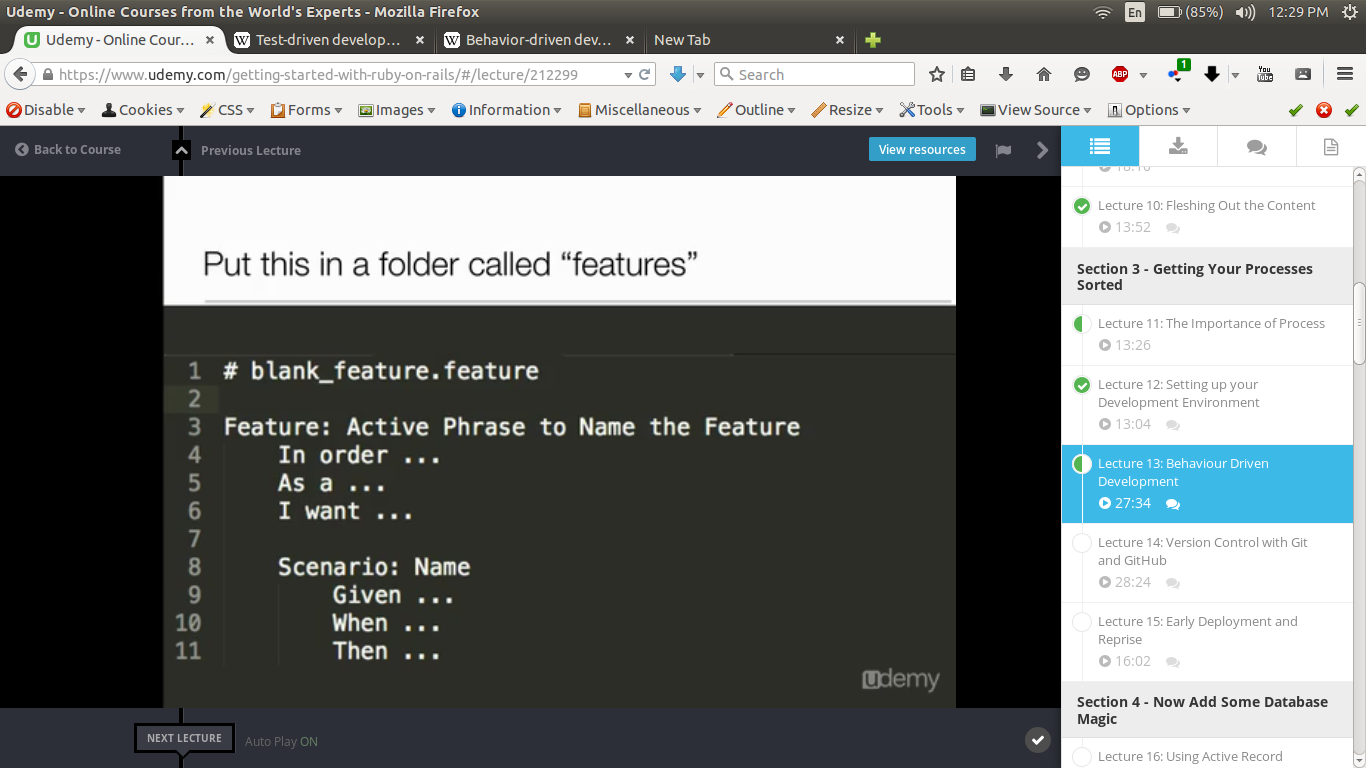 Udemy - Online Courses from the World's Experts - Mozilla Firefox
En (85%) 12:29 PM
Udemy - Online Cour... Test-driven develop... Behavior-driven dev... New Tab
https://www.udemy.com/getting-started-with-ruby-on-rails/#/lecture/212299 Search ABP 1 You Tube
Disable Cookies CSS Forms Images Information Miscellaneous Outline Resize Tools View Source Options
Back to Course Previous Lecture View resources
Put this in a folder called “features”
1 # blank_feature.feature
2
3 Feature: Active Phrase to Name the Feature
4 In order ...
5 As a ...
6 I want ...
7
8 Scenario: Name
9 Given ...
10 When ...
11 Then ...
udemy
NEXT LECTURE Auto Play ON
Lecture 10: Fleshing Out the Content
13:52
Section 3 - Getting Your Processes
Sorted
Lecture 11: The Importance of Process
13:26
Lecture 12: Setting up your
Development Environment
13:04
Lecture 13: Behaviour Driven
Development
27:34
Lecture 14: Version Control with Git
and GitHub
28:24
Lecture 15: Early Deployment and
Reprise
16:02
Section 4 - Now Add Some Database
Magic
Lecture 16: Using Active Record